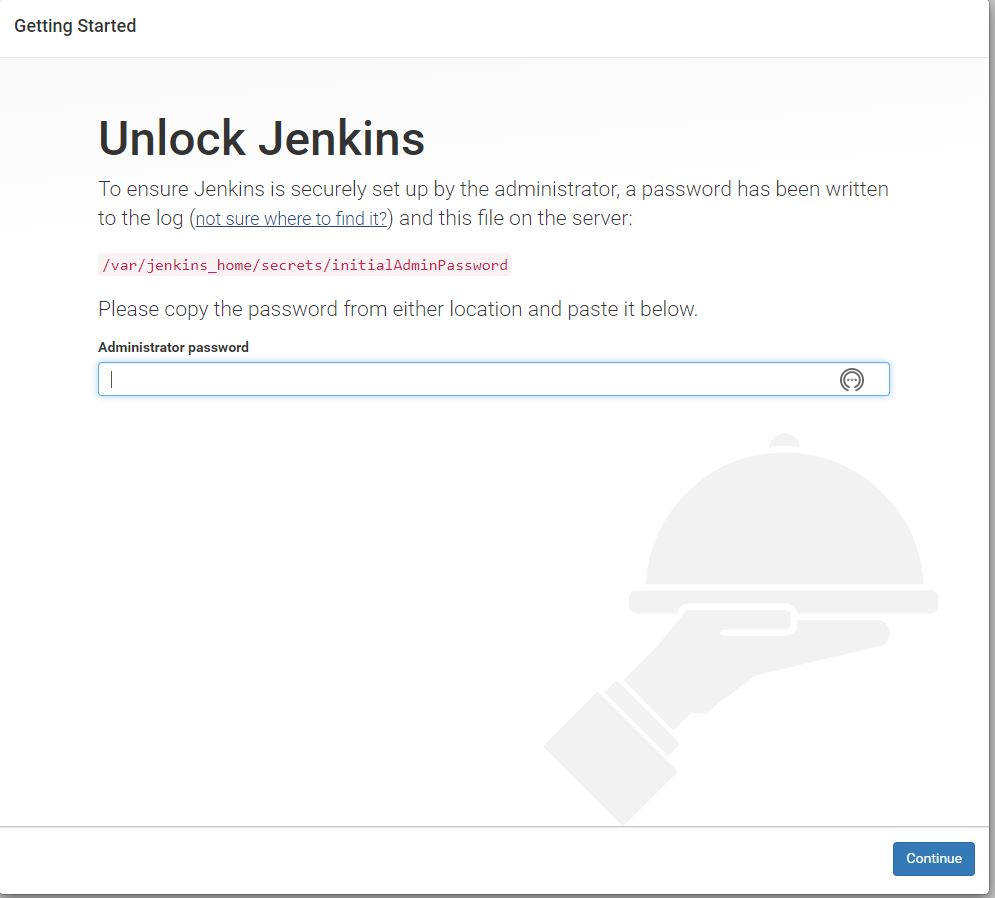 Getting Started
Unlock Jenkins
To ensure Jenkins is securely set up by the administrator, a password has been written
to the log (not sure where to find it?) and this file on the server:
/var/jenkins_home/secrets/initialAdminPassword
Please copy the password from either location and paste it below.
Administrator password
Continue